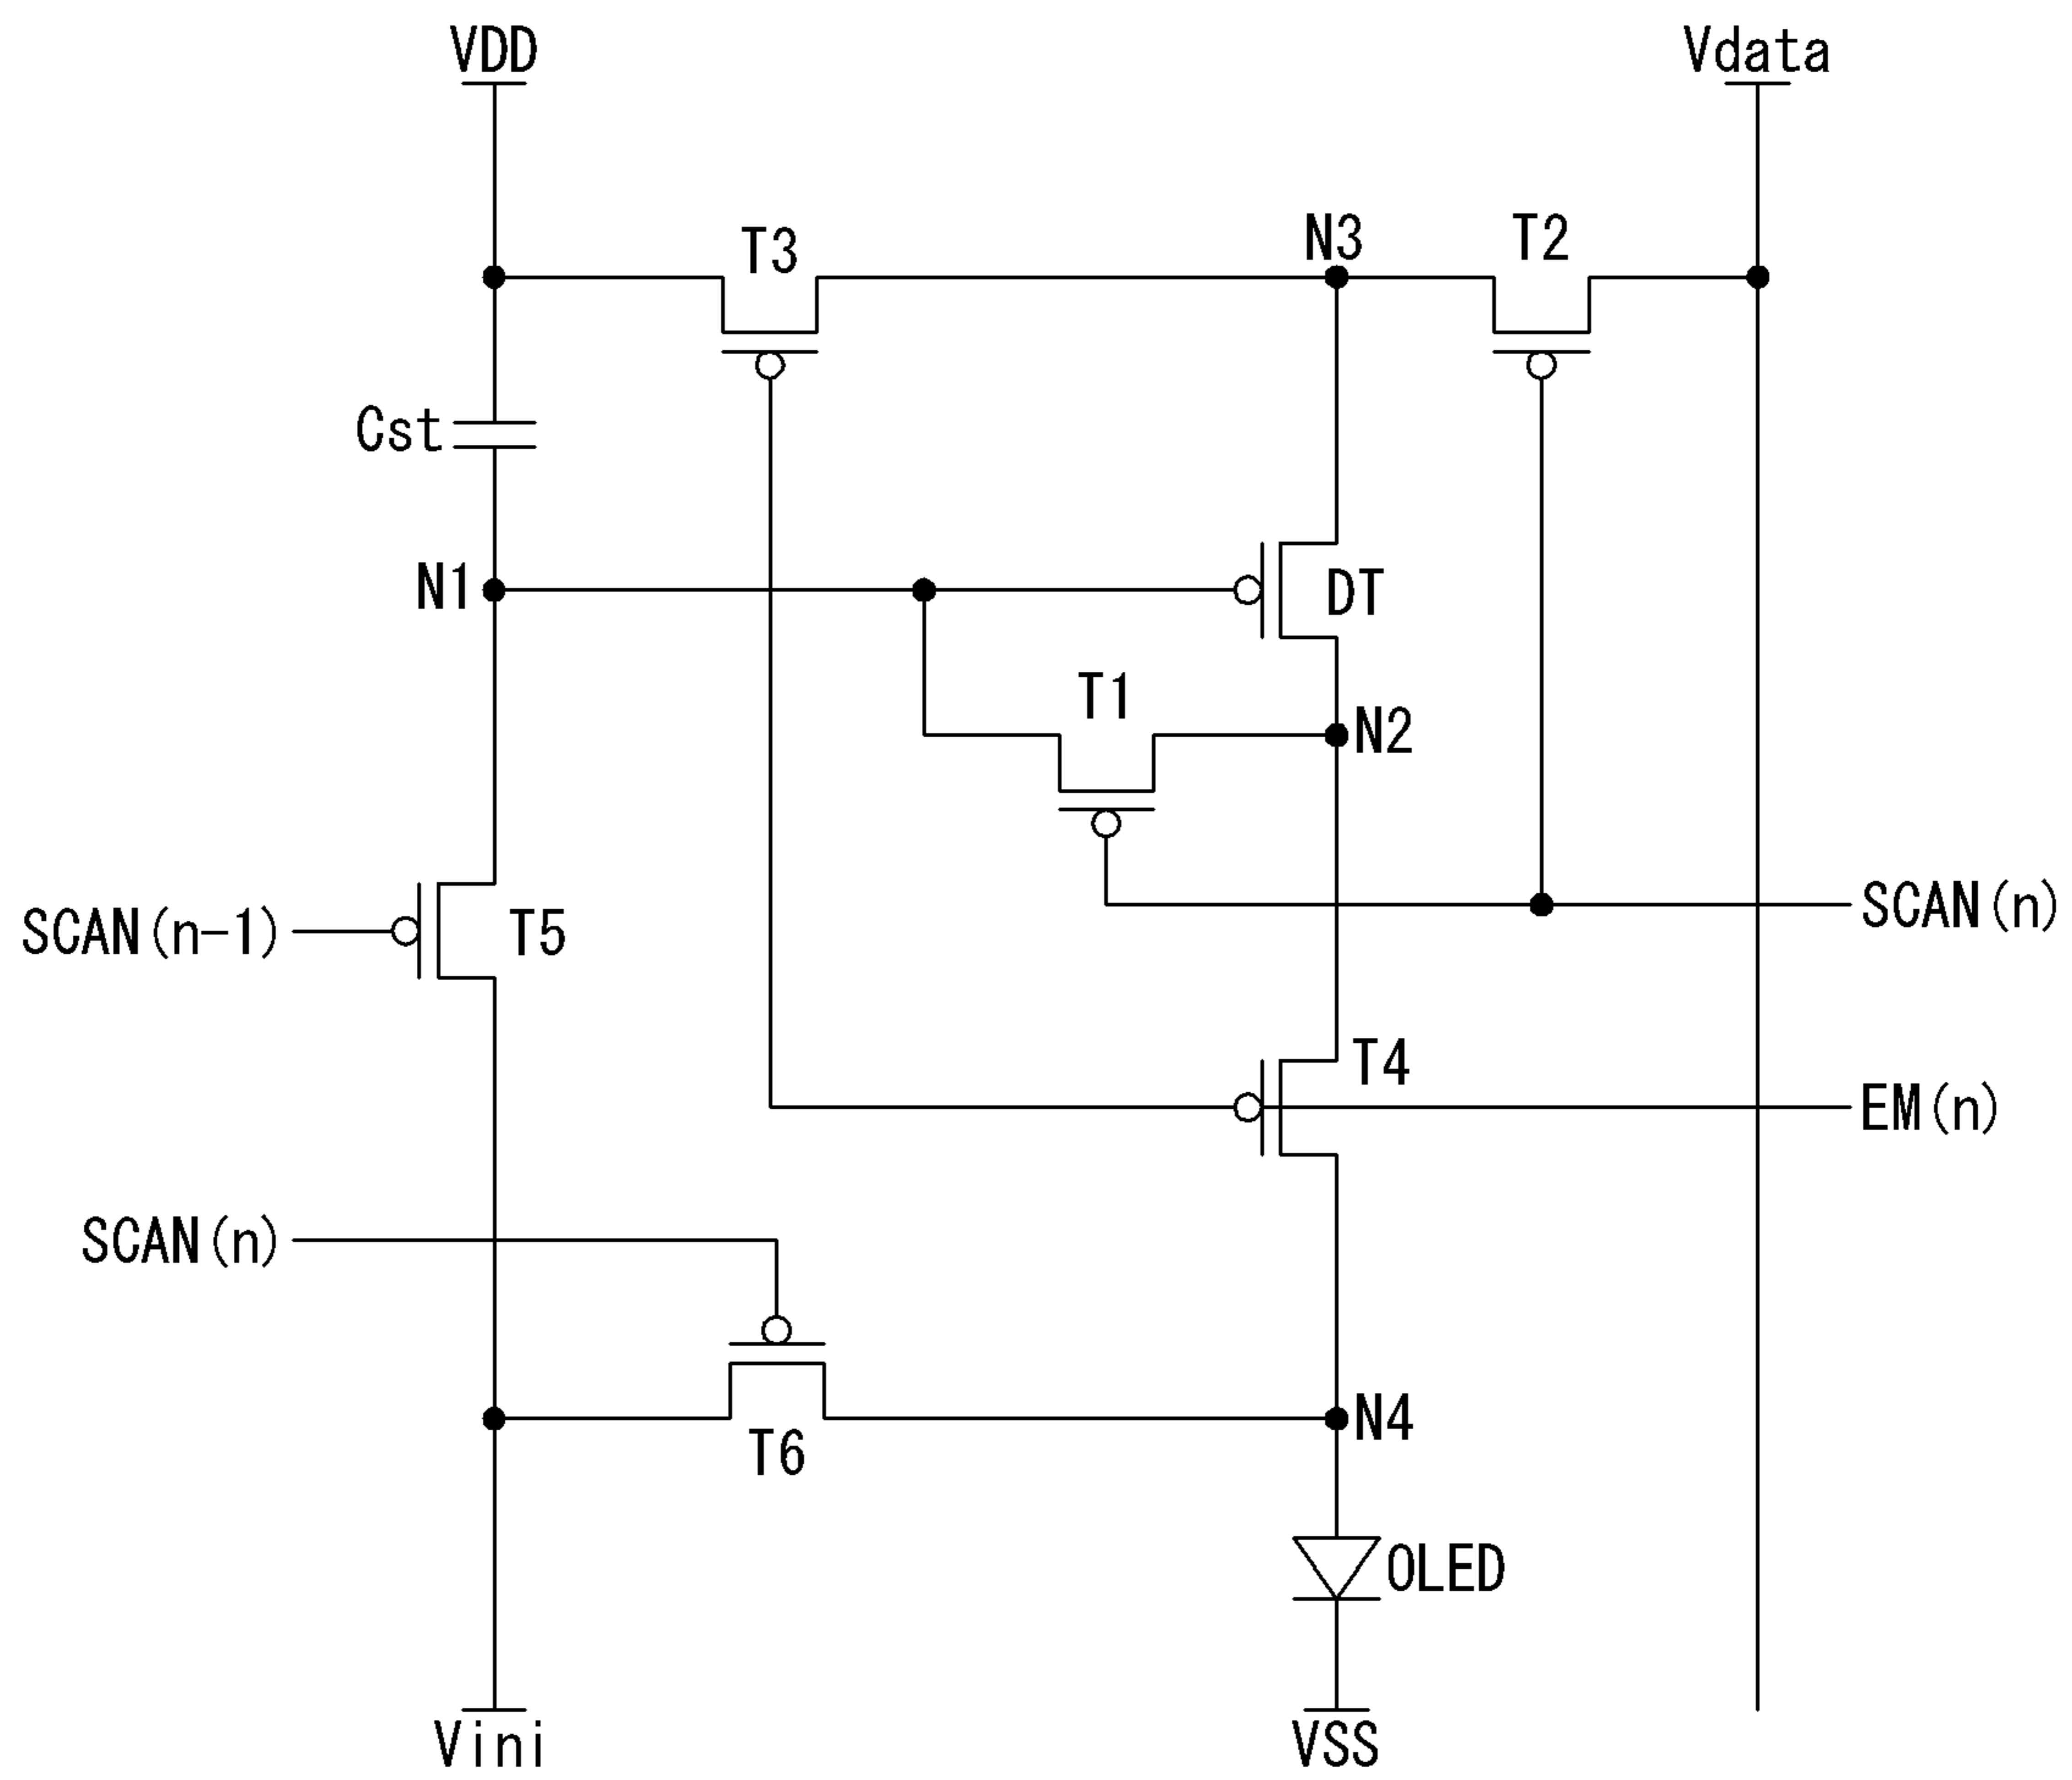 VDD
Vdata
T3
N3
T2
Cst
N1
DT
T1
N2
SCAN(n-1)
T5
SCAN(n)
T4
EM(n)
SCAN(n)
T6
N4
OLED
Vini
VSS